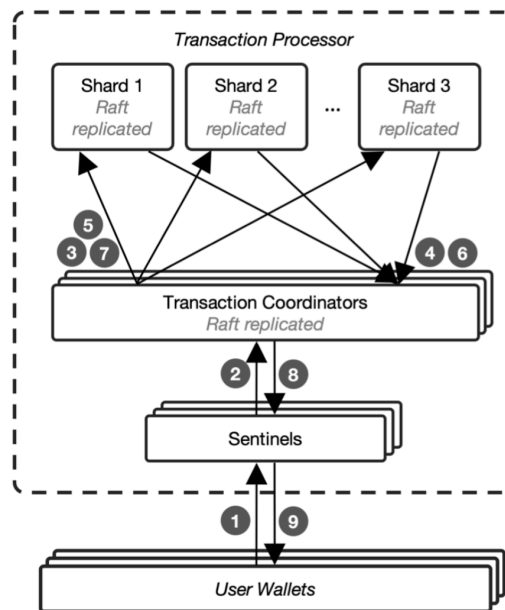 Transaction Processor
Shard 1
Raft
replicated
Shard 2
Raft
replicated
...
Shard 3
Raft
replicated
5
3 7
4 6
Transaction Coordinators
Raft replicated
2
8
Sentinels
1
9
User Wallets